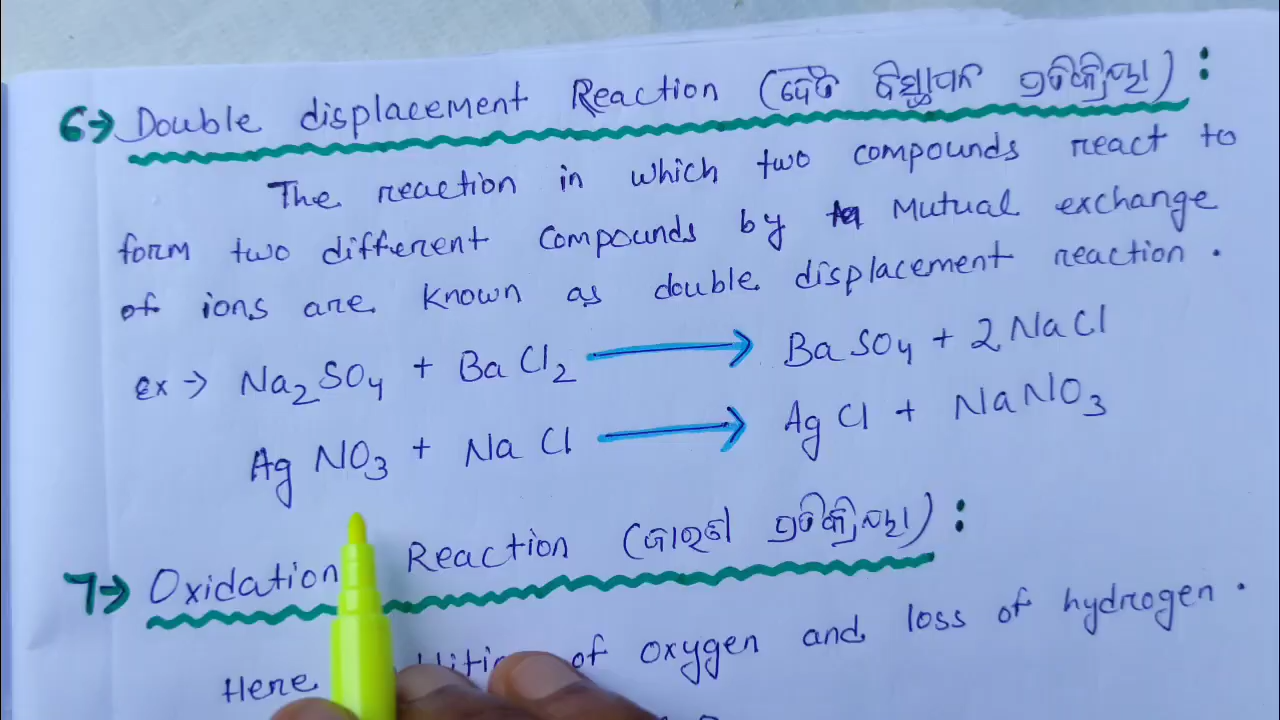 6→ Double displacement Reaction (ଦ୍ୱୈତ ବିସ୍ଥାପନ ପ୍ରତିକ୍ରିୟା) :
The reaction in which two compounds react to
form two different compounds by Mutual exchange
of ions are known as double displacement reaction.
Ex → Na₂SO₄ + BaCl₂ ⟶ BaSO₄ + 2NaCl
AgNO₃ + NaCl ⟶ AgCl + NaNO₃
7→ Oxidation Reaction (ଜାରଣ ପ୍ରତିକ୍ରିୟା) :
Here of oxygen and loss of hydrogen.